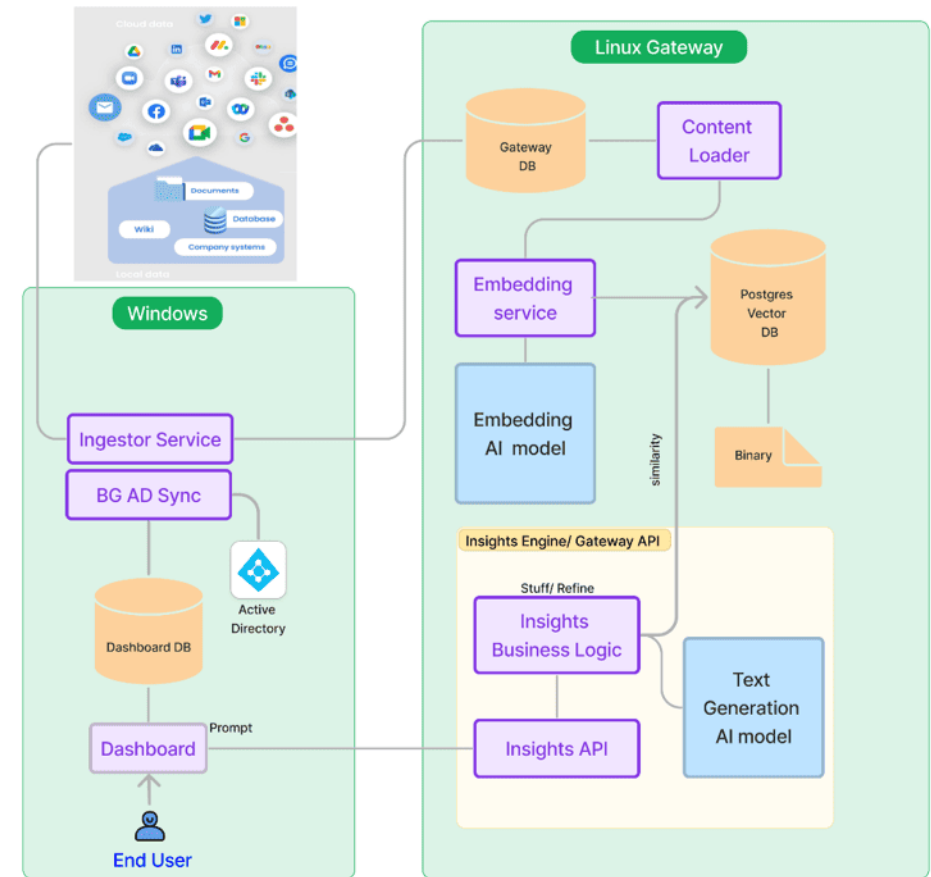 Cloud data
Documents
Database
Wiki
Company systems
Local data
Windows
Ingestor Service
BG AD Sync
Active
Directory
Dashboard DB
Prompt
Dashboard
End User
Linux Gateway
Gateway
DB
Content
Loader
Embedding
service
Postgres
Vector
DB
Embedding
AI model
Binary
similarity
Insights Engine/ Gateway API
Stuff/ Refine
Insights
Business Logic
Text
Generation
AI model
Insights API